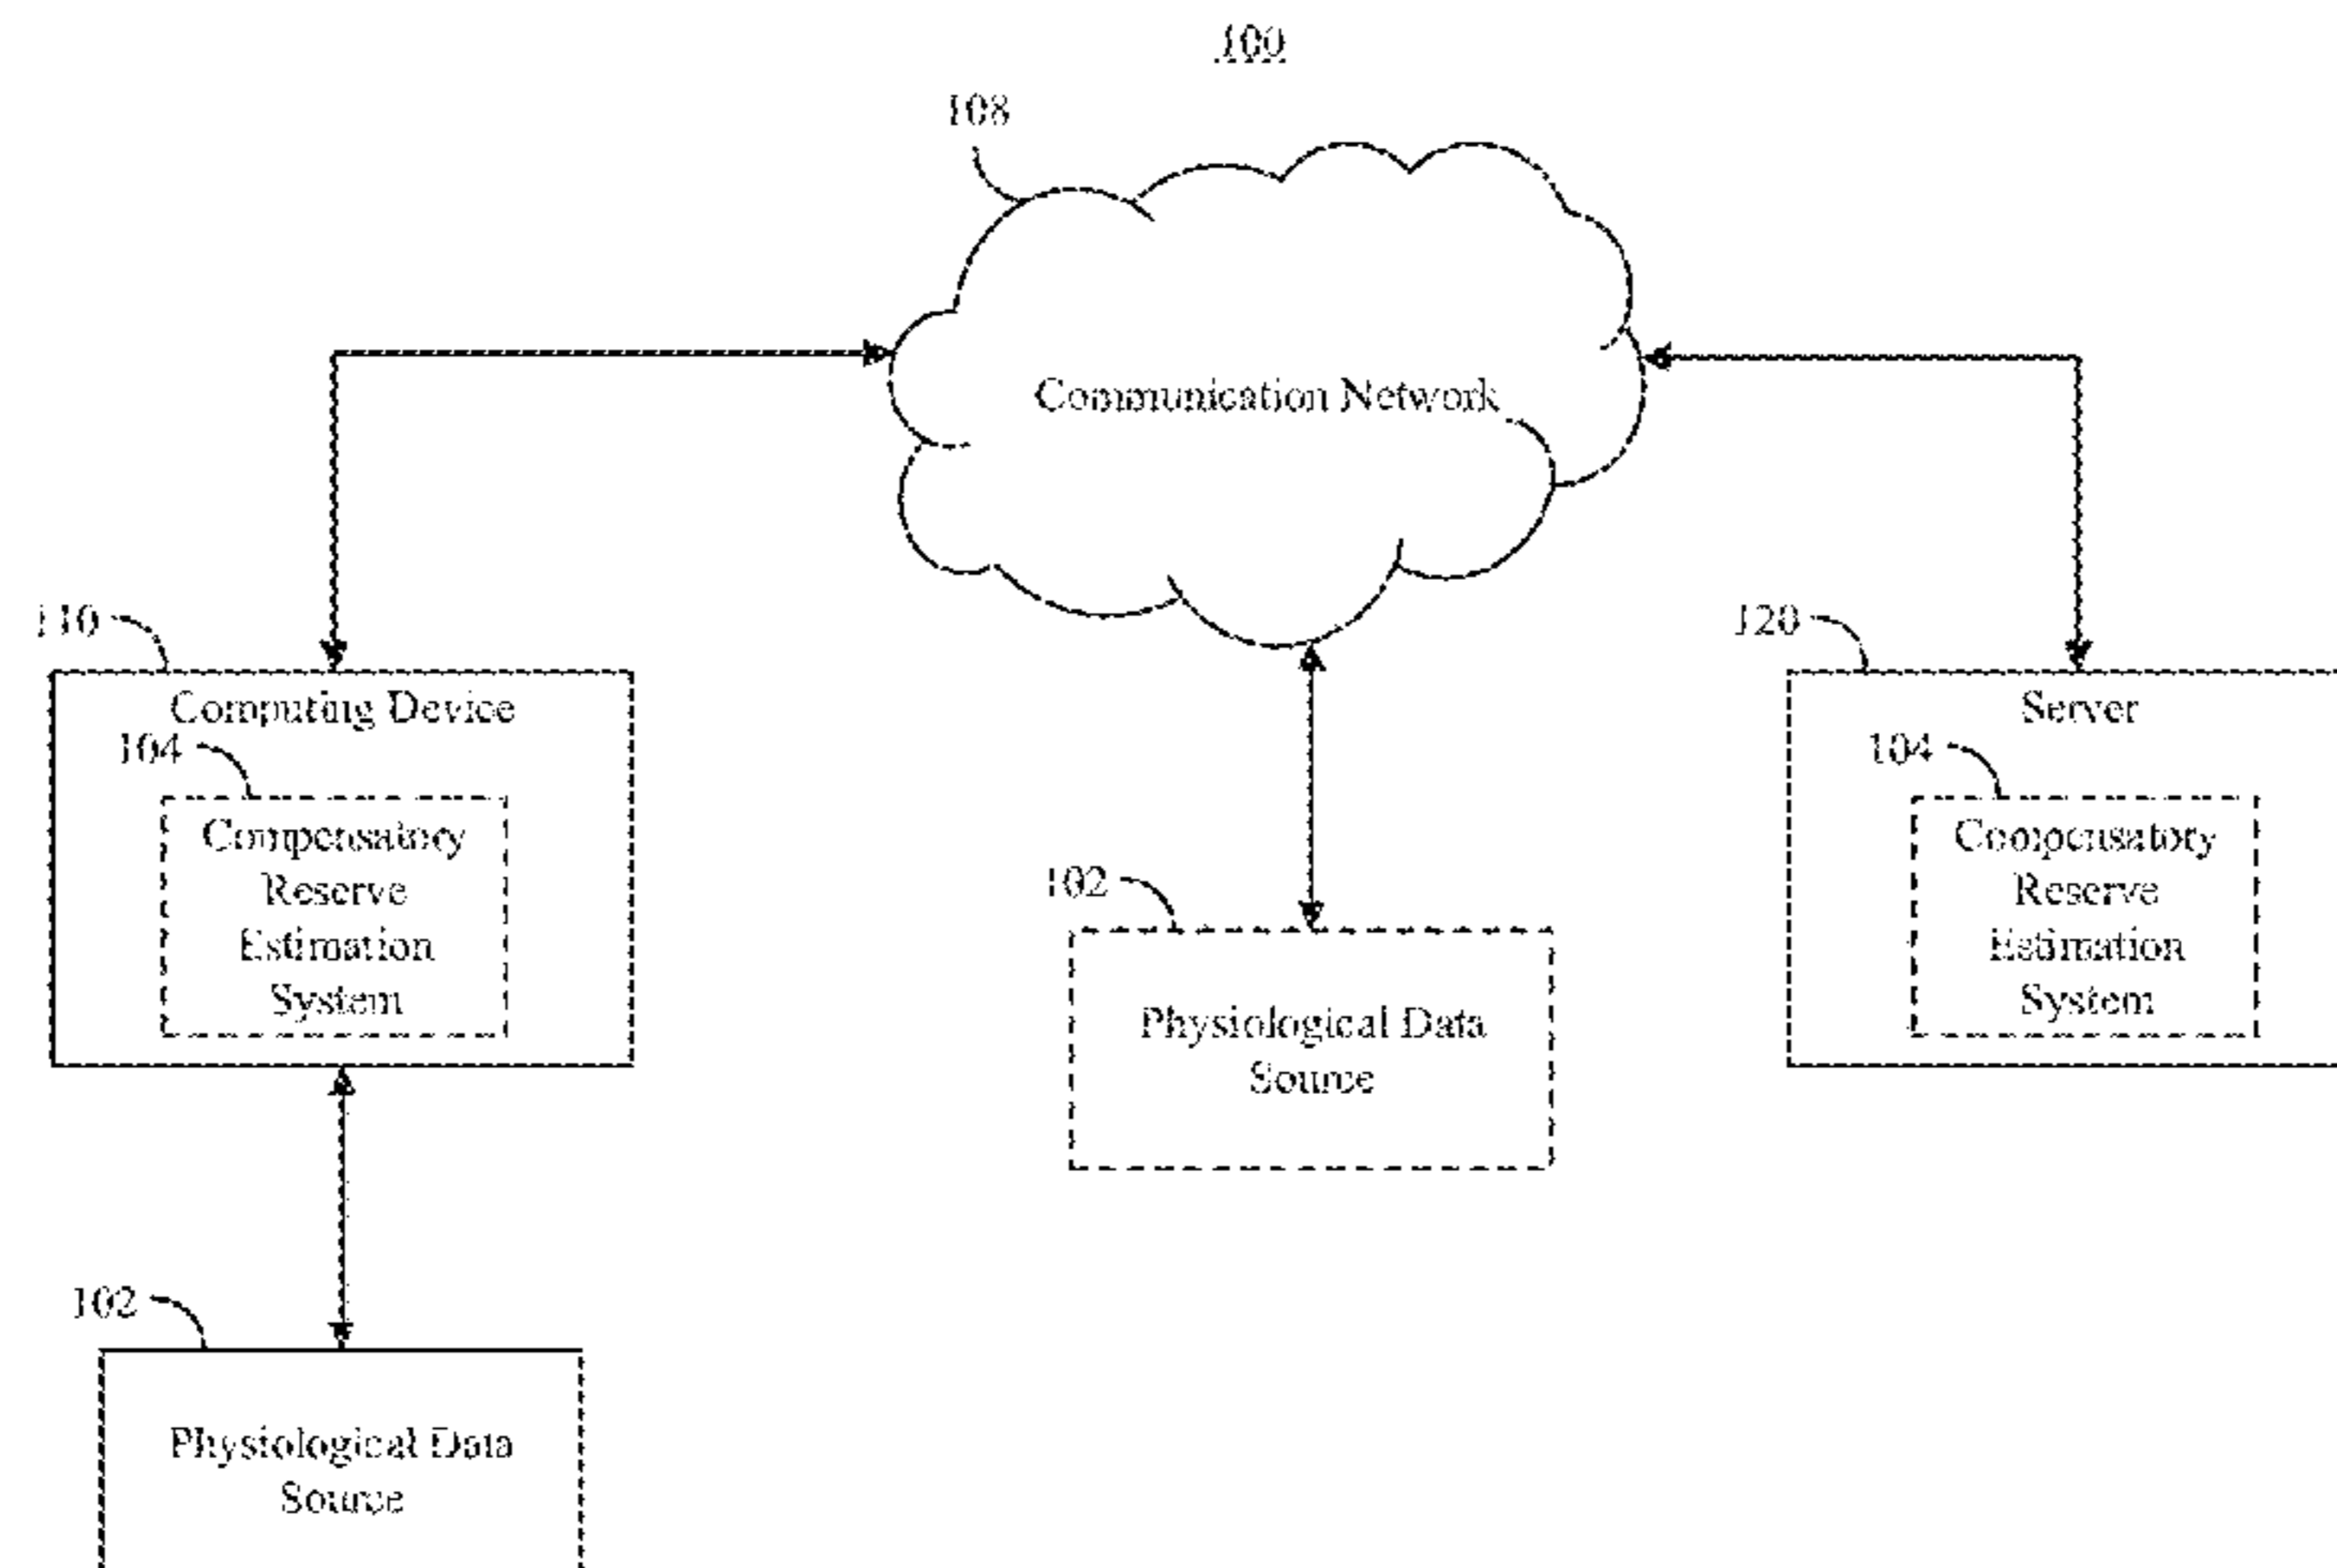 100
108
Communication Network
110
Computing Device
104
Compensatory
Reserve
Estimation
System
120
Server
104
Compensatory
Reserve
Estimation
System
102
Physiological Data
Source
102
Physiological Data
Source